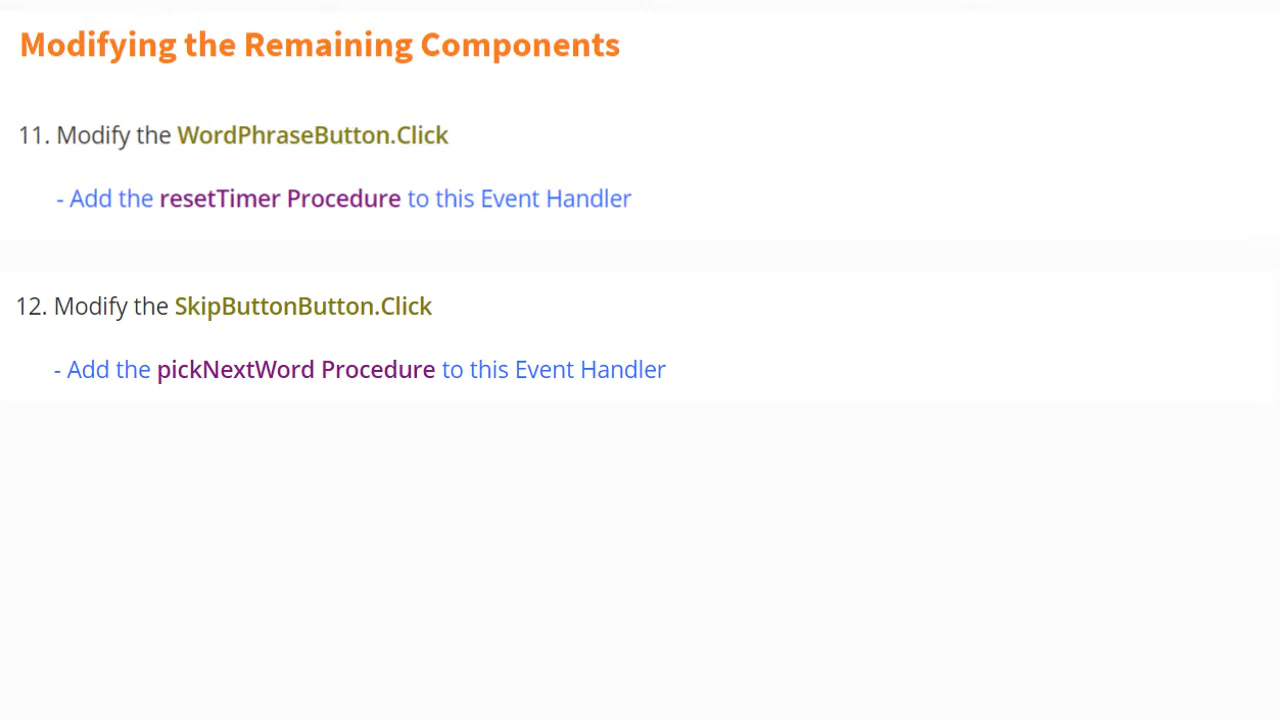 Modifying the Remaining Components
11. Modify the WordPhraseButton.Click
- Add the resetTimer Procedure to this Event Handler
12. Modify the SkipButtonButton.Click
- Add the pickNextWord Procedure to this Event Handler